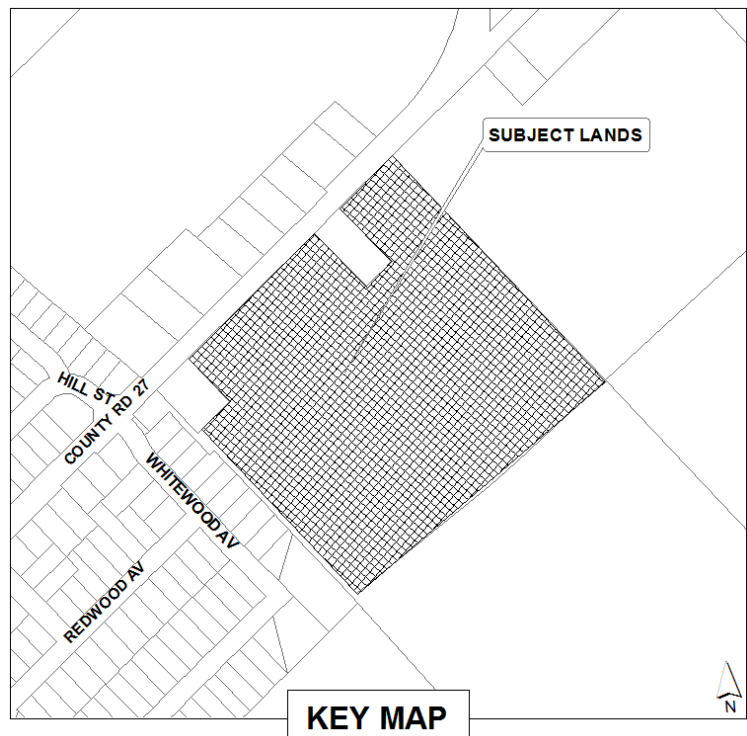 SUBJECT LANDS
HILL ST
COUNTY RD 27
WHITEWOOD AV
REDWOOD AV
N
KEY MAP